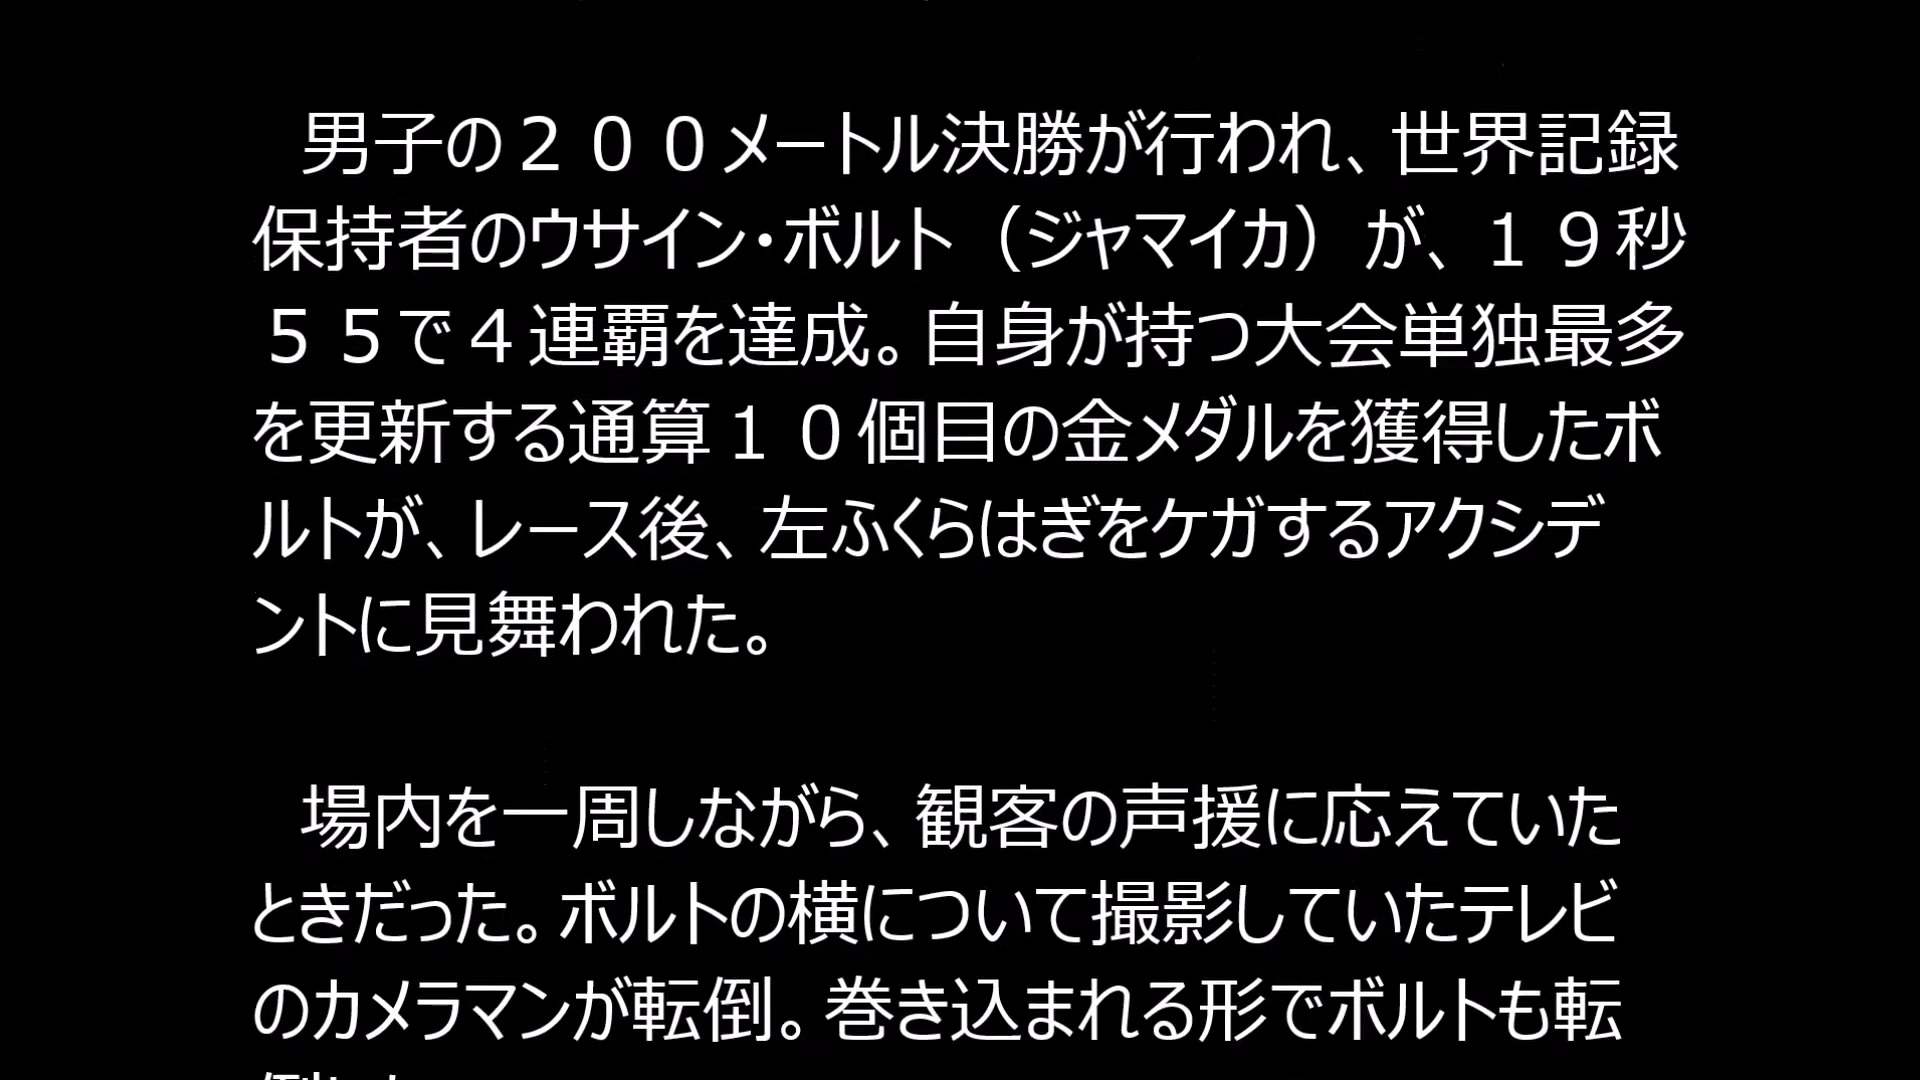 男子の２００メートル決勝が行われ、世界記録
保持者のウサイン・ボルト（ジャマイカ）が、１９秒
５５で４連覇を達成。自身が持つ大会単独最多
を更新する通算１０個目の金メダルを獲得したボ
ルトが、レース後、左ふくらはぎをケガするアクシデ
ントに見舞われた。
場内を一周しながら、観客の声援に応えていた
ときだった。ボルトの横について撮影していたテレビ
のカメラマンが転倒。巻き込まれる形でボルトも転